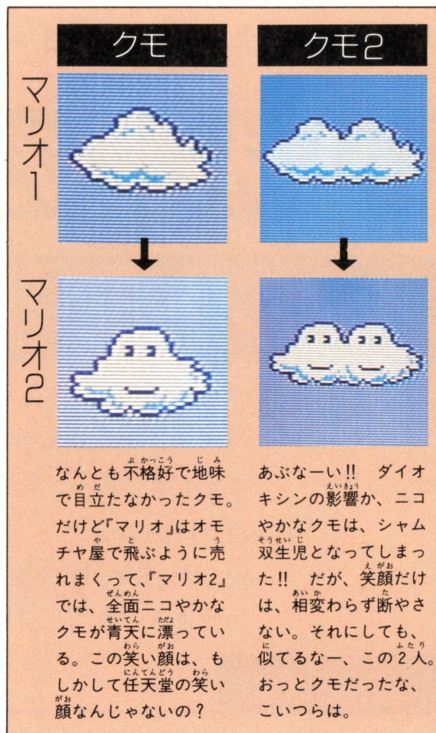 クモ
クモ2
マリオ1
マリオ2
なんとも不格好で地味
で目立たなかったクモ。
だけど『マリオ』はオモ
チャ屋で飛ぶように売
れまくって、『マリオ2』
では、全面ニコやかな
クモが青天に漂ってい
る。この笑い顔は、も
しかして任天堂の笑い
顔なんじゃないの?
あぶなーい!! ダイオ
キシンの影響か、ニコ
やかなクモは、シャム
双生児となってしまっ
た!! だが、笑顔だけ
は、相変わらず断やさ
ない。それにしても、
似てるなー、この2人。
おっとクモだったな、
こいつらは。